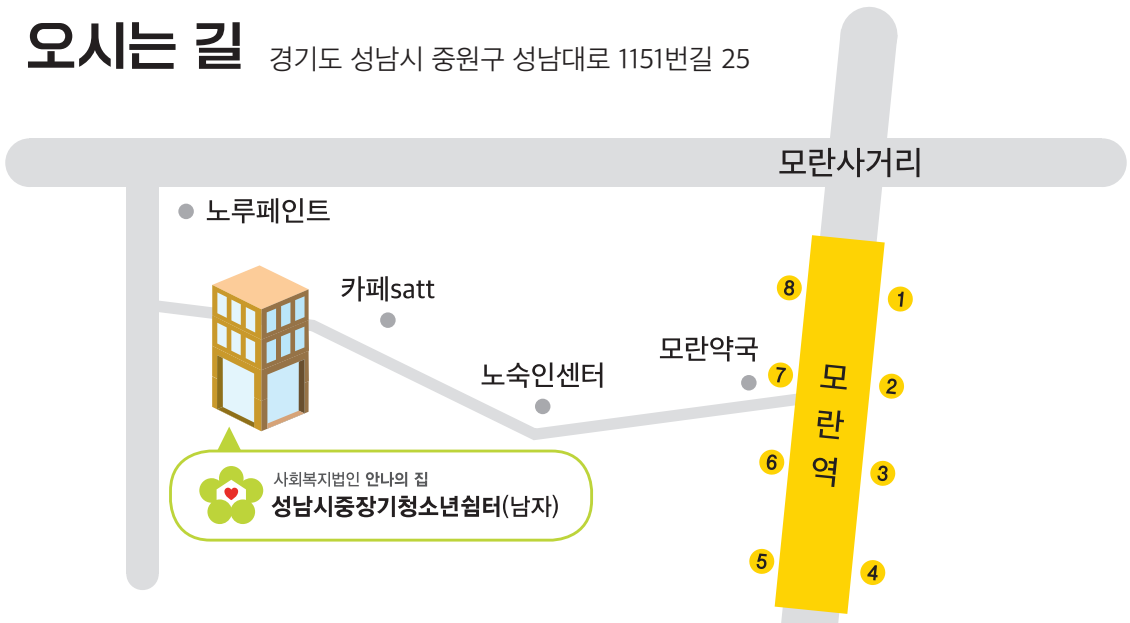 오시는 길 경기도 성남시 중원구 성남대로 1151번길 25
모란사거리
노루페인트
카페satt
노숙인센터
모란약국
8
1
7
2
6
3
5
4
모
란
역
사회복지법인 안나의 집
성남시중장기청소년쉼터(남자)